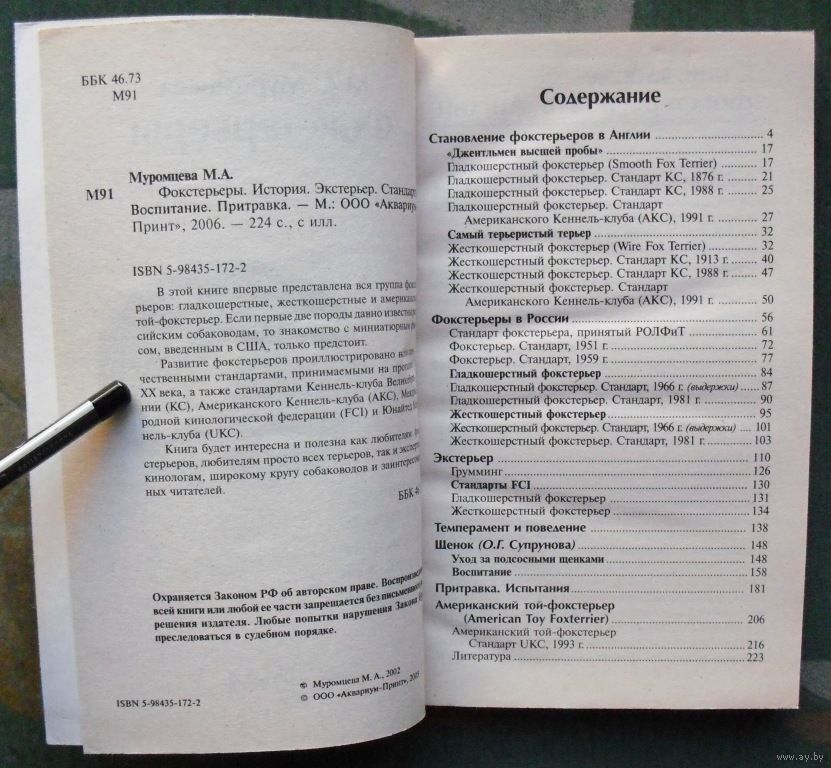 ББК 46.73
М91
Муромцева М.А.
М91 Фокстерьеры. История. Экстерьер. Стандарт.
Воспитание. Притравка. — М.: ООО «Аквариум-
Принт», 2006. — 224 с., с илл.
ISBN 5-98435-172-2
В этой книге впервые представлена вся группа
рьеров: гладкошерстные, жесткошерстные и
той-фокстерьер. Если первые две породы давно
сийским собаководам, то знакомство с миниатюрным
сом, введенным в США, только предстоит.
Развитие фокстерьеров проиллюстрировано
чественными стандартами, принимаемыми на
XX века, а также стандартами Кеннель-клуба
нии (КС), Американского Кеннель-клуба (АКС),
родной кинологической федерации (FCI) и
нель-клуба (UKC).
Книга будет интересна и полезна как любителям
стерьеров, любителям просто всех терьеров, так и
кинологам, широкому кругу собаководов и
ных читателей.
ББК
Охраняется Законом РФ об авторском праве.
всей книги или любой ее части запрещается без
решения издателя. Любые попытки нарушения Закона
преследоваться в судебном порядке.
© Муромцева М. А., 2002
© ООО «Аквариум-Принт»,
ISBN 5-98435-172-2
Содержание
Становление фокстерьеров в Англии 4
«Джентльмен высшей пробы» 17
Гладкошерстный фокстерьер (Smooth Fox Terrier) 17
Гладкошерстный фокстерьер. Стандарт КС, 1876 г. 21
Гладкошерстный фокстерьер. Стандарт КС, 1988 г. 25
Гладкошерстный фокстерьер. Стандарт
Американского Кеннель-клуба (АКС), 1991 г. 27
Самый терьеристый терьер 32
Жесткошерстный фокстерьер (Wire Fox Terrier) 32
Жесткошерстный фокстерьер. Стандарт КС, 1913 г. 40
Жесткошерстный фокстерьер. Стандарт КС, 1988 г. 47
Жесткошерстный фокстерьер. Стандарт
Американского Кеннель-клуба (АКС), 1991 г. 50
Фокстерьеры в России 56
Стандарт фокстерьера, принятый РОЛФиТ 61
Фокстерьер. Стандарт, 1951 г. 72
Фокстерьер. Стандарт, 1959 г. 77
Гладкошерстный фокстерьер 84
Гладкошерстный фокстерьер. Стандарт, 1966 г. (выдержки) 87
Гладкошерстный фокстерьер. Стандарт, 1981 г. 90
Жесткошерстный фокстерьер 95
Жесткошерстный фокстерьер. Стандарт, 1966 г. (выдержки) 101
Жесткошерстный фокстерьер. Стандарт, 1981 г. 103
Экстерьер 110
Грумминг 126
Стандарты FCI 130
Гладкошерстный фокстерьер 131
Жесткошерстный фокстерьер 134
Темперамент и поведение 138
Щенок (О.Г. Супрунова) 148
Уход за подсосными щенками 148
Воспитание 158
Притравка. Испытания 181
Американский той-фокстерьер
(American Toy Foxterrier) 206
Американский той-фокстерьер
Стандарт UKC, 1993 г. 216
Литература 223
www.ay.by